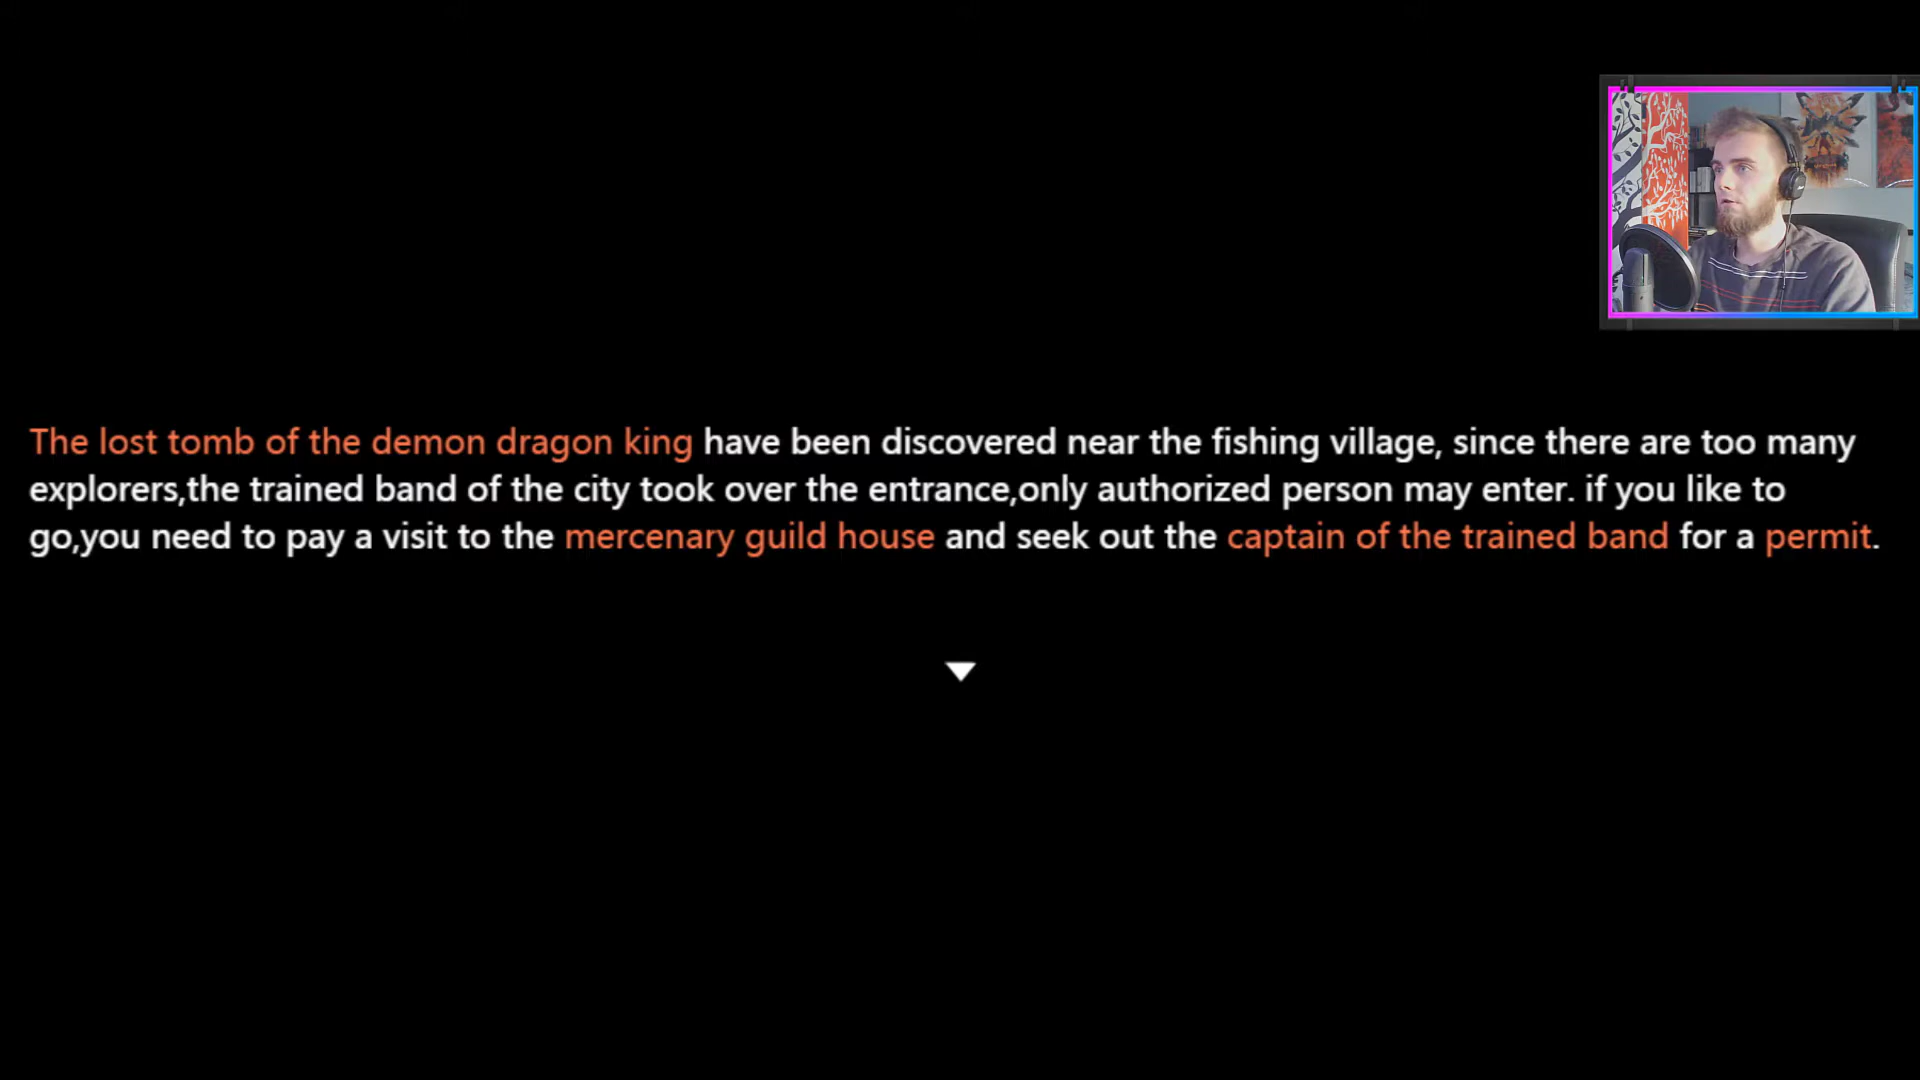 The lost tomb of the demon dragon king have been discovered near the fishing village, since there are too many
explorers,the trained band of the city took over the entrance,only authorized person may enter. if you like to
go,you need to pay a visit to the mercenary guild house and seek out the captain of the trained band for a permit.